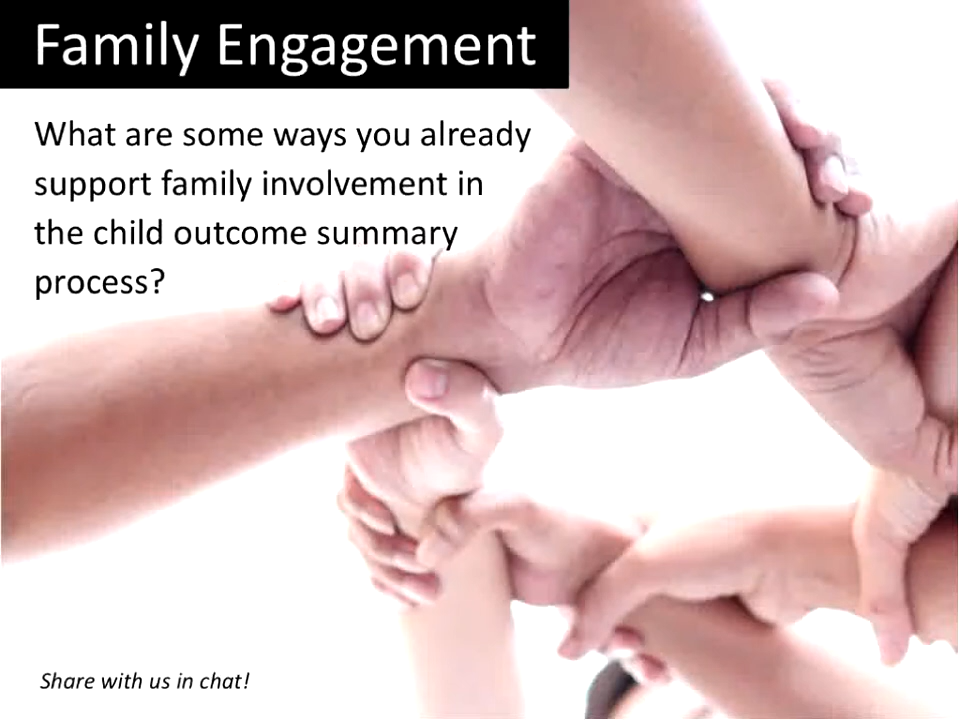 Family Engagement
What are some ways you already
support family involvement in
the child outcome summary
process?
Share with us in chat!